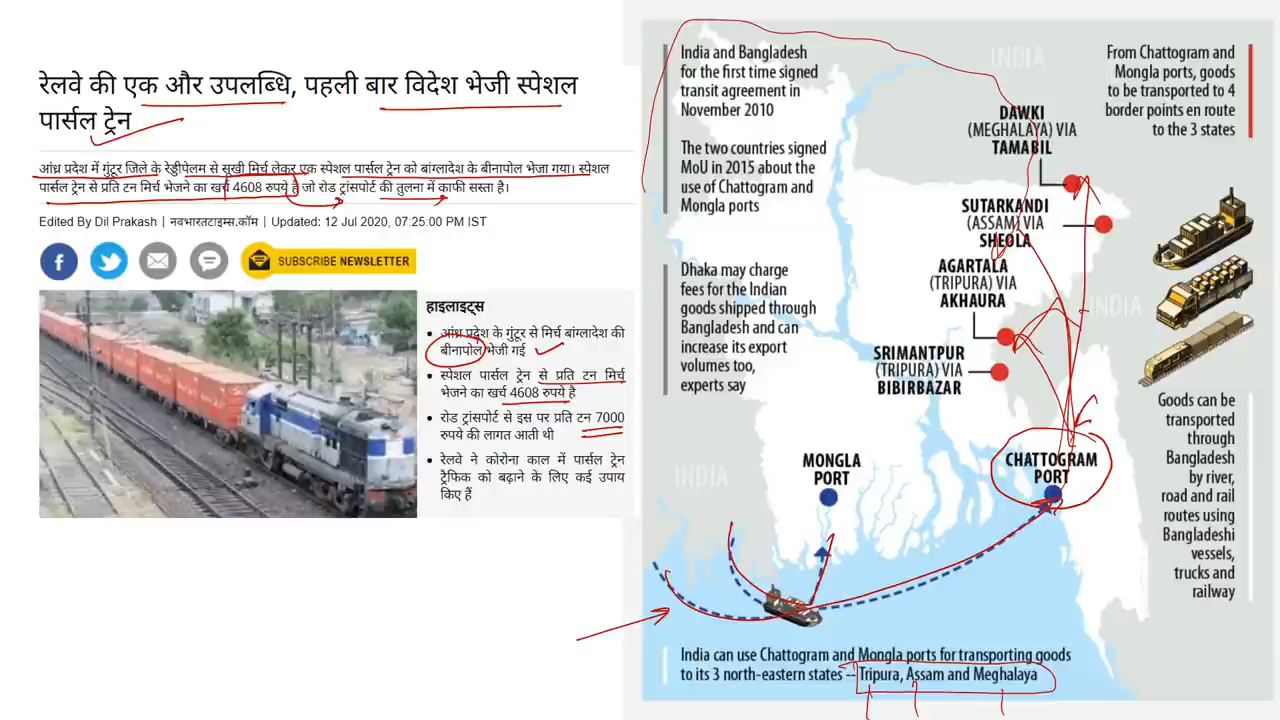 रेलवे की एक और उपलब्धि, पहली बार विदेश भेजी स्पेशल
पार्सल ट्रेन
आंध्र प्रदेश में गुंटूर जिले के रेड्डीपेलम से सूखी मिर्च लेकर एक स्पेशल पार्सल ट्रेन को बांग्लादेश के बीनापोल भेजा गया। स्पेशल
पार्सल ट्रेन से प्रति टन मिर्च भेजने का खर्च 4608 रुपये है जो रोड ट्रांसपोर्ट की तुलना में काफी सस्ता है।
Edited By Dil Prakash | नवभारतटाइम्स.कॉम | Updated: 12 Jul 2020, 07:25:00 PM IST
SUBSCRIBE NEWSLETTER
हाइलाइट्स
आंध्र प्रदेश के गुंटूर से मिर्च बांग्लादेश की
बीनापोल भेजी गई
स्पेशल पार्सल ट्रेन से प्रति टन मिर्च
भेजने का खर्च 4608 रुपये है
रोड ट्रांसपोर्ट से इस पर प्रति टन 7000
रुपये की लागत आती थी
रेलवे ने कोरोना काल में पार्सल ट्रेन
ट्रैफिक को बढ़ाने के लिए कई उपाय
किए हैं
India and Bangladesh
for the first time signed
transit agreement in
November 2010
The two countries signed
MoU in 2015 about the
use of Chattogram and
Mongla ports
Dhaka may charge
fees for the Indian
goods shipped through
Bangladesh and can
increase its export
volumes too,
experts say
INDIA
From Chattogram and
Mongla ports, goods
to be transported to 4
border points en route
to the 3 states
DAWKI
(MEGHALAYA) VIA
TAMABIL
SUTARKANDI
(ASSAM) VIA
SHEOLA
AGARTALA
(TRIPURA) VIA
AKHAURA
INDIA
SRIMANTPUR
(TRIPURA) VIA
BIBIRBAZAR
INDIA
MONGLA
PORT
CHATTOGRAM
PORT
Goods can be
transported
through
Bangladesh
by river,
road and rail
routes using
Bangladeshi
vessels,
trucks and
railway
India can use Chattogram and Mongla ports for transporting goods
to its 3 north-eastern states -- Tripura, Assam and Meghalaya